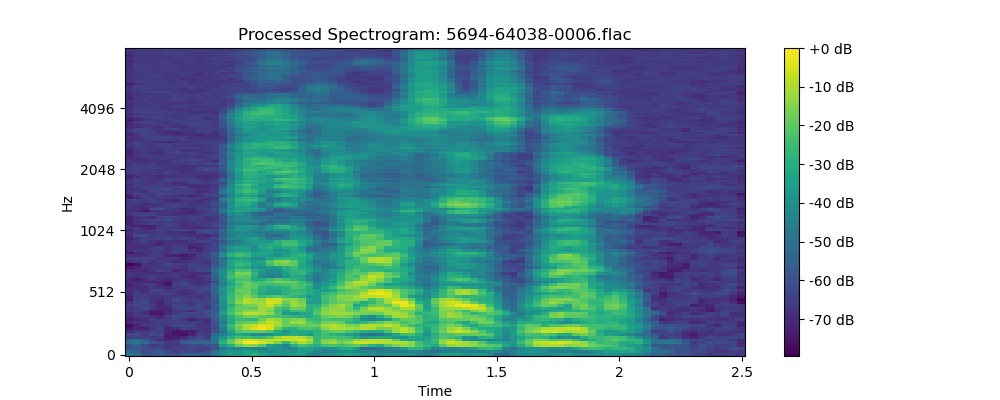 Processed Spectrogram: 5694-64038-0006.flac
+0 dB
4096
-10 dB
-20 dB
2048
-30 dB
Hz
-40 dB
1024
-50 dB
512
-60 dB
-70 dB
0
0 0.5 1 1.5 2 2.5
Time